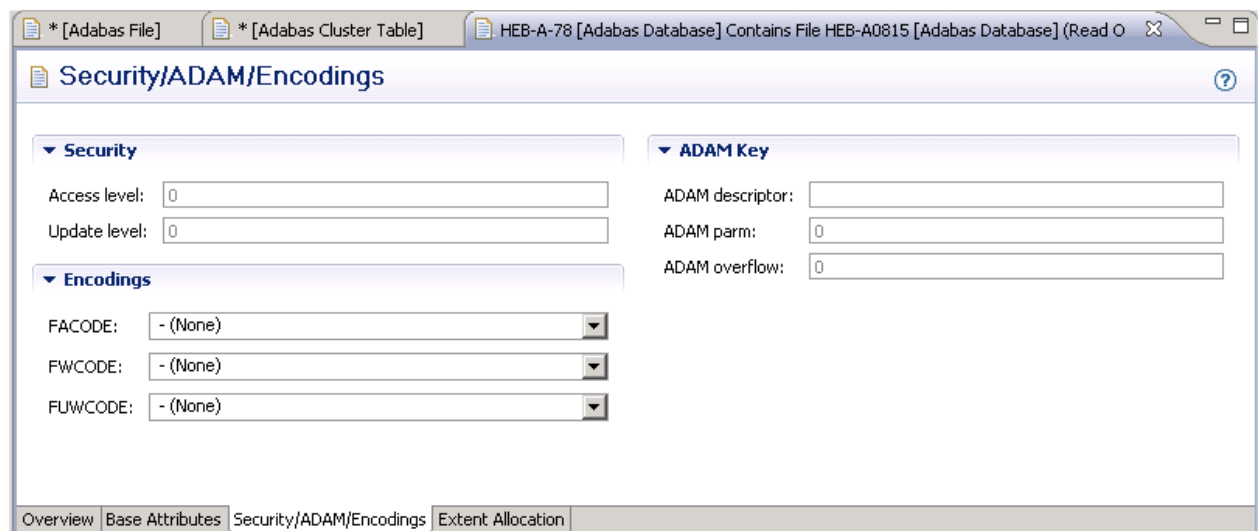 * [Adabas File]
* [Adabas Cluster Table]
HEB-A-78 [Adabas Database] Contains File HEB-A0815 [Adabas Database] (Read O
Security/ADAM/Encodings
Security
Access level: 0
Update level: 0
Encodings
FACODE: - (None)
FWCODE: - (None)
FUWCODE: - (None)
ADAM Key
ADAM descriptor:
ADAM parm: 0
ADAM overflow: 0
Overview
Base Attributes
Security/ADAM/Encodings
Extent Allocation